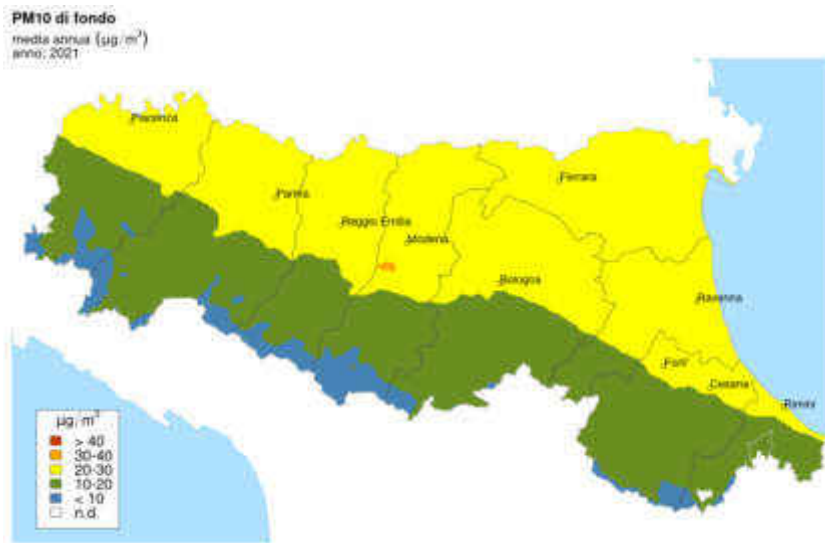 PM10 di fondo
media annua (µg/m³)
anno: 2021
Piacenza
Parma
Reggio Emilia
Modena
Ferrara
Bologna
Ravenna
Forlì
Cesena
Rimini
µg/m³
> 40
30-40
20-30
10-20
< 10
n.d.